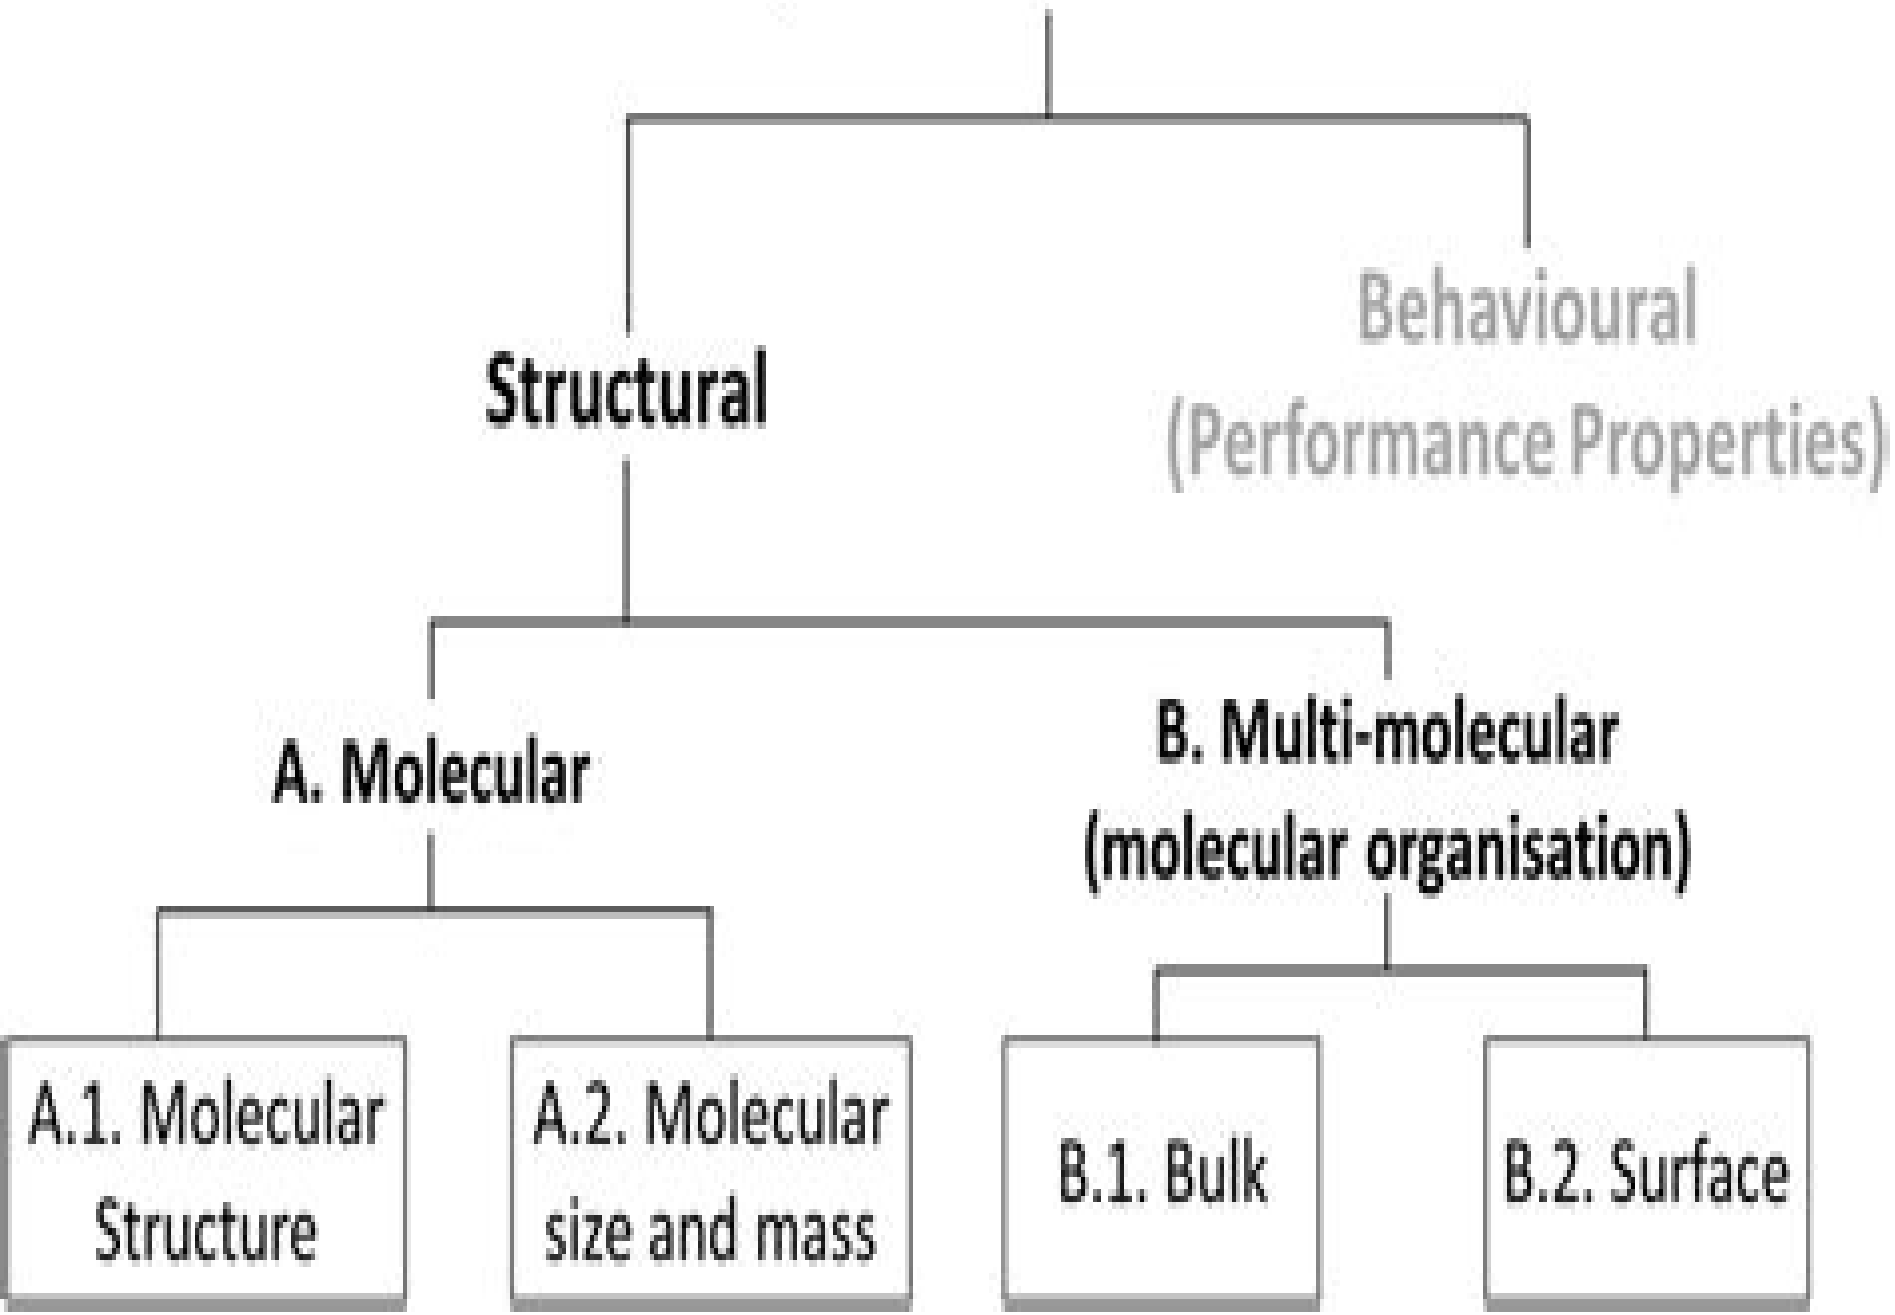 Behavioural
(Performance Properties)
Structural
A. Molecular
B. Multi-molecular
(molecular organisation)
A.1. Molecular
Structure
A.2. Molecular
size and mass
B.1. Bulk
B.2. Surface